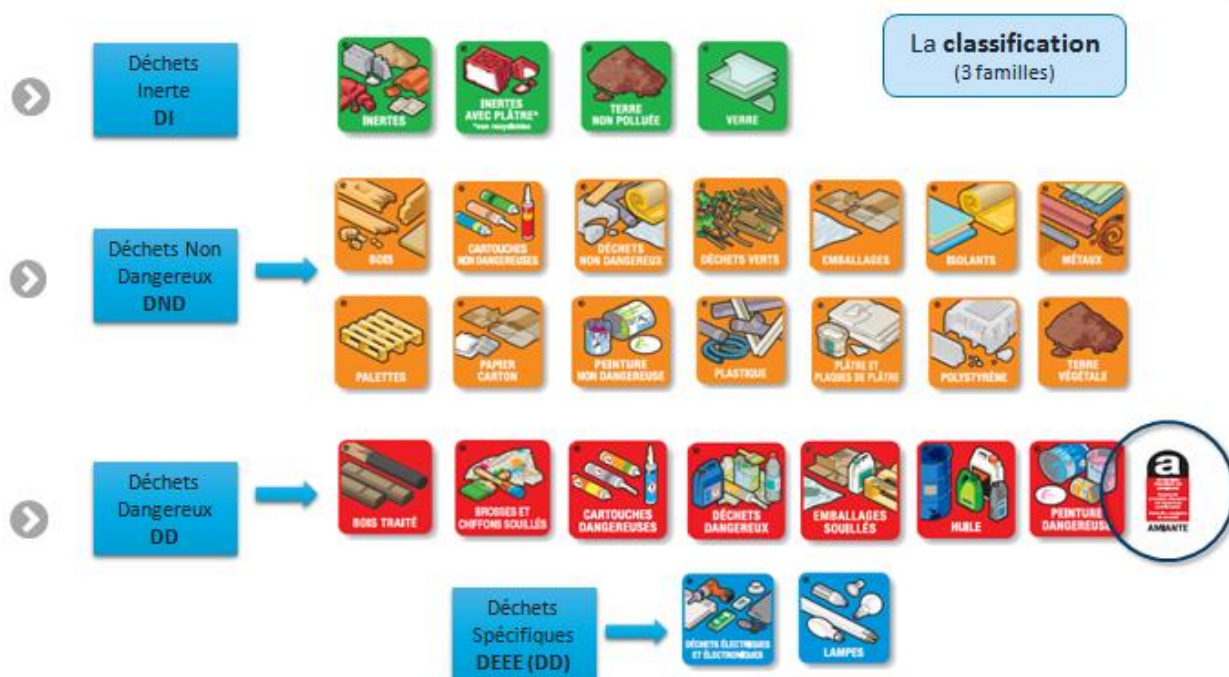 La classification
(3 familles)
Déchets
Inerte
DI
INERTES
INERTES
AVEC PLÂTRE*
*non recyclables
TERRE
NON POLLUÉE
VERRE
Déchets Non
Dangereux
DND
BOIS
CARTOUCHES
NON DANGEREUSES
DÉCHETS
NON DANGEREUX
DÉCHETS VERTS
EMBALLAGES
ISOLANTS
MÉTAUX
PALETTES
PAPIER
CARTON
PEINTURE
NON DANGEREUSE
PLASTIQUE
PLÂTRE ET
PLAQUES DE PLÂTRE
POLYSTYRÈNE
TERRE
VÉGÉTALE
Déchets
Dangereux
DD
BOIS TRAITÉ
BROSSES ET
CHIFFONS SOUILLÉS
CARTOUCHES
DANGEREUSES
DÉCHETS
DANGEREUX
EMBALLAGES
SOUILLÉS
HUILE
PEINTURE
DANGEREUSE
a
AMIANTE
Déchets
Spécifiques
DEEE (DD)
DÉCHETS ÉLECTRIQUES
ET ÉLECTRONIQUES
LAMPES